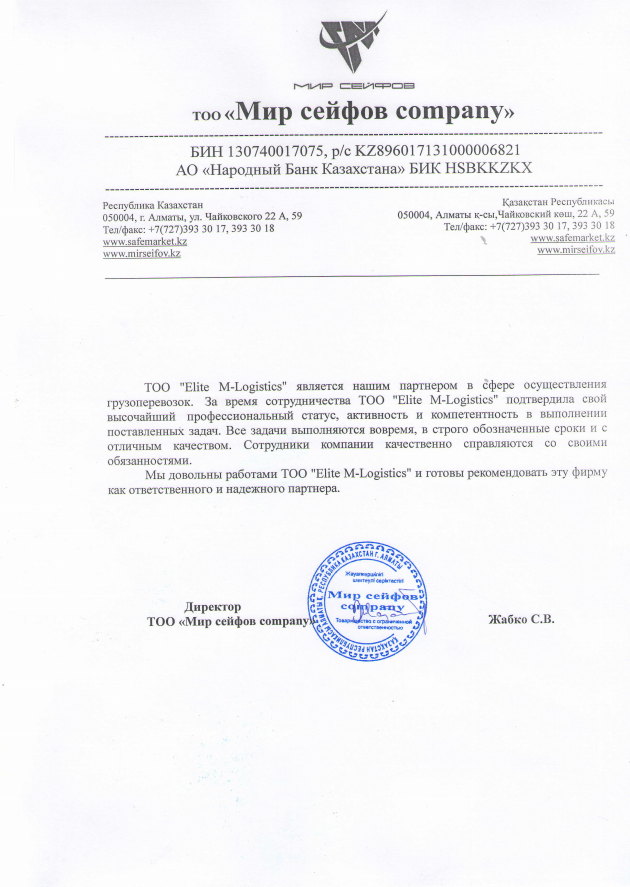 МИР СЕЙФОВ
ТОО «Мир сейфов company»
БИН 130740017075, р/с KZ896017131000006821
АО «Народный Банк Казахстана» БИК HSBKKZKX
Республика Казахстан
050004, г. Алматы, ул. Чайковского 22 А, 59
Тел/факс: +7(727)393 30 17, 393 30 18
www.safemarket.kz
www.mirseifov.kz
Қазақстан Республикасы
050004, Алматы қ-сы,Чайковский көш, 22 А, 59
Тел/факс: +7(727)393 30 17, 393 30 18
www.safemarket.kz
www.mirseifov.kz
ТОО "Elite M-Logistics" является нашим партнером в сфере осуществления
грузоперевозок. За время сотрудничества ТОО "Elite M-Logistics" подтвердила свой
высочайший профессиональный статус, активность и компетентность в выполнении
поставленных задач. Все задачи выполняются вовремя, в строго обозначенные сроки и с
отличным качеством. Сотрудники компании качественно справляются со своими
обязанностями.
Мы довольны работами ТОО "Elite M-Logistics" и готовы рекомендовать эту фирму
как ответственного и надежного партнера.
Директор
ТОО «Мир сейфов company»
Жабко С.В.
РЕСПУБЛИКА КАЗАХСТАН Г. АЛМАТЫ
Жауапкершілігі
шектеулі серіктестігі
Мир сейфов
company
Товарищество с ограниченной
ответственностью